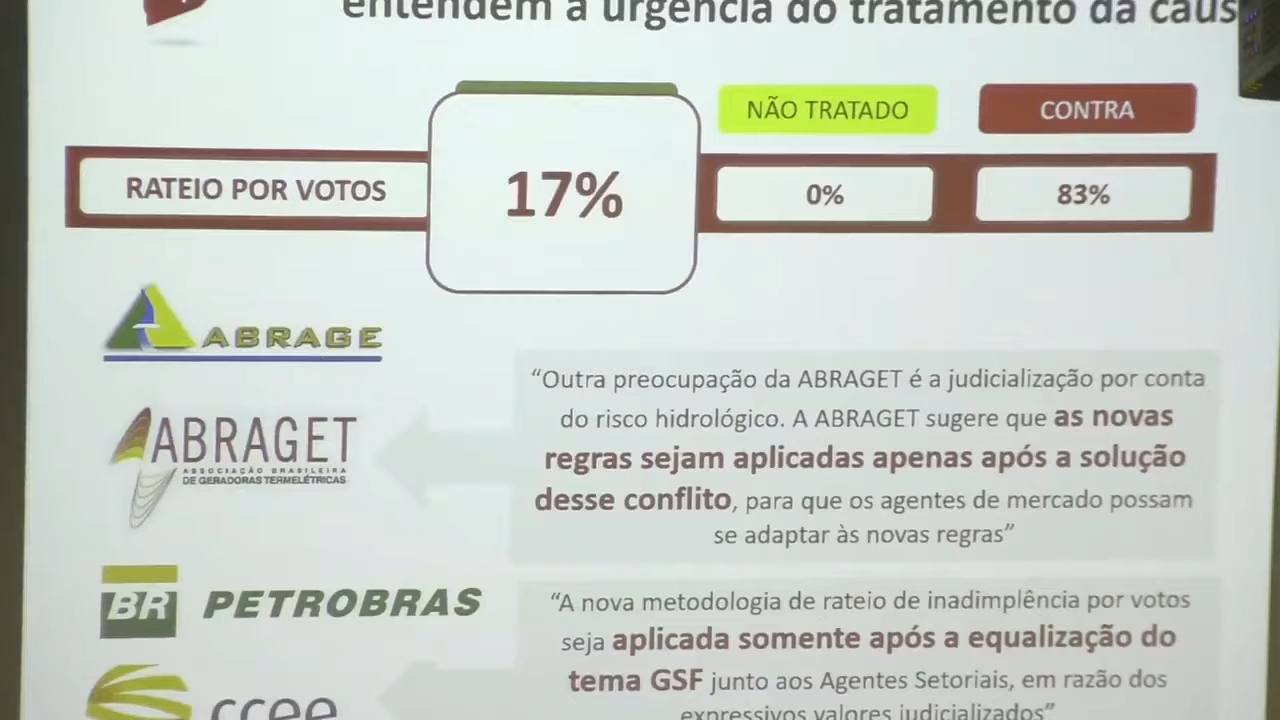 entendem a urgência do tratamento da caus
NÃO TRATADO
CONTRA
RATEIO POR VOTOS
17%
0%
83%
ABRAGE
“Outra preocupação da ABRAGET é a judicialização por conta
do risco hidrológico. A ABRAGET sugere que as novas
regras sejam aplicadas apenas após a solução
desse conflito, para que os agentes de mercado possam
se adaptar às novas regras”
ABRAGET
ASSOCIAÇÃO BRASILEIRA
DE GERADORAS TERMELÉTRICAS
BR PETROBRAS
“A nova metodologia de rateio de inadimplência por votos
seja aplicada somente após a equalização do
tema GSF junto aos Agentes Setoriais, em razão dos
expressivos valores judicializados”
ccee